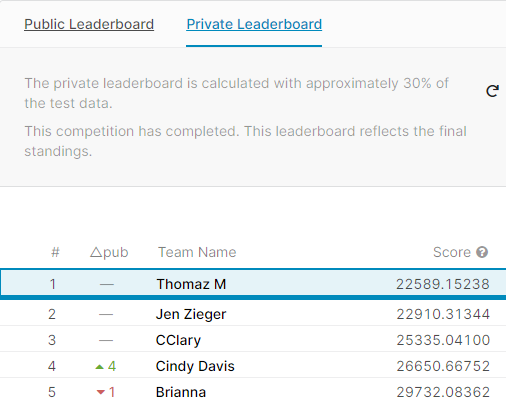 Public Leaderboard Private Leaderboard
The private leaderboard is calculated with approximately 30% of
the test data.
This competition has completed. This leaderboard reflects the final
standings.
# △pub Team Name Score ?
1 — Thomaz M 22589.15238
2 — Jen Zieger 22910.31344
3 — CClary 25335.04100
4 ▲4 Cindy Davis 26650.66752
5 ▼1 Brianna 29732.08362